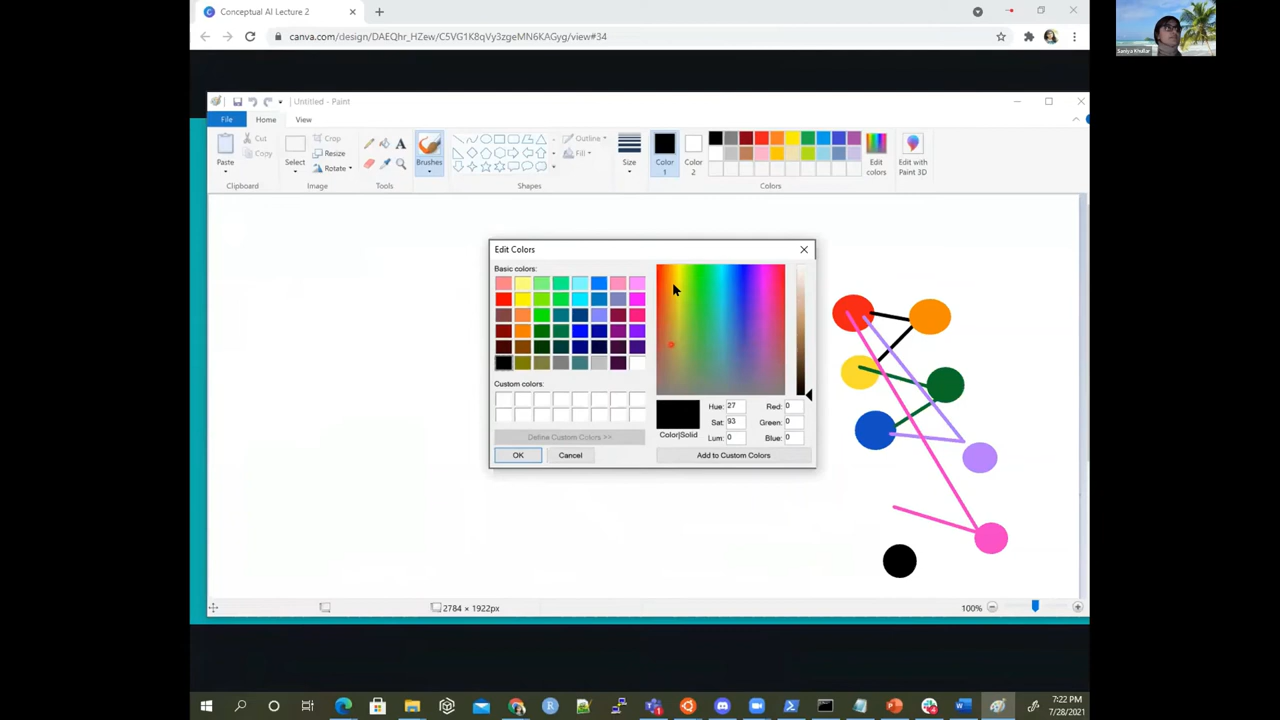 Conceptual AI Lecture 2
canva.com/design/DAEQhr_HZew/C5VG1K8qVy3zgeMN6KAGyg/view#34
Saniya Khullar
Untitled - Paint
File Home View
Paste
Cut
Copy
Clipboard
Select
Crop
Resize
Rotate
Image
Tools
Brushes
Outline
Fill
Shapes
Size
Color 1
Color 2
Colors
Edit colors
Edit with Paint 3D
Edit Colors
Basic colors:
Custom colors:
Define Custom Colors >>
OK Cancel
Color|Solid
Hue: 27 Red: 0
Sat: 93 Green: 0
Lum: 0 Blue: 0
Add to Custom Colors
2784 × 1922px
100%
7:22 PM
7/28/2021